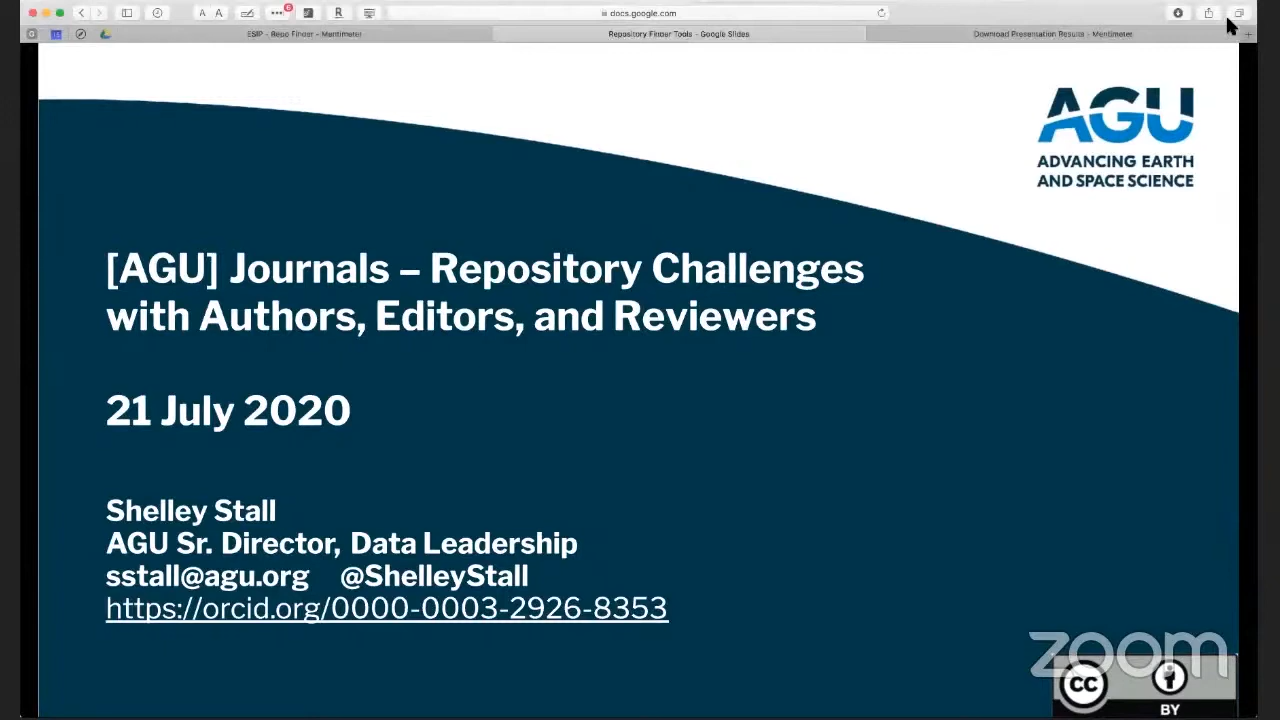 A A
6
R
docs.google.com
ESIP - Repo Finder - Mentimeter
Repository Finder Tools - Google Slides
Download Presentation Results - Mentimeter
AGU
ADVANCING EARTH
AND SPACE SCIENCE
[AGU] Journals – Repository Challenges
with Authors, Editors, and Reviewers
21 July 2020
Shelley Stall
AGU Sr. Director, Data Leadership
sstall@agu.org @ShelleyStall
https://orcid.org/0000-0003-2926-8353
zoom
CC
BY